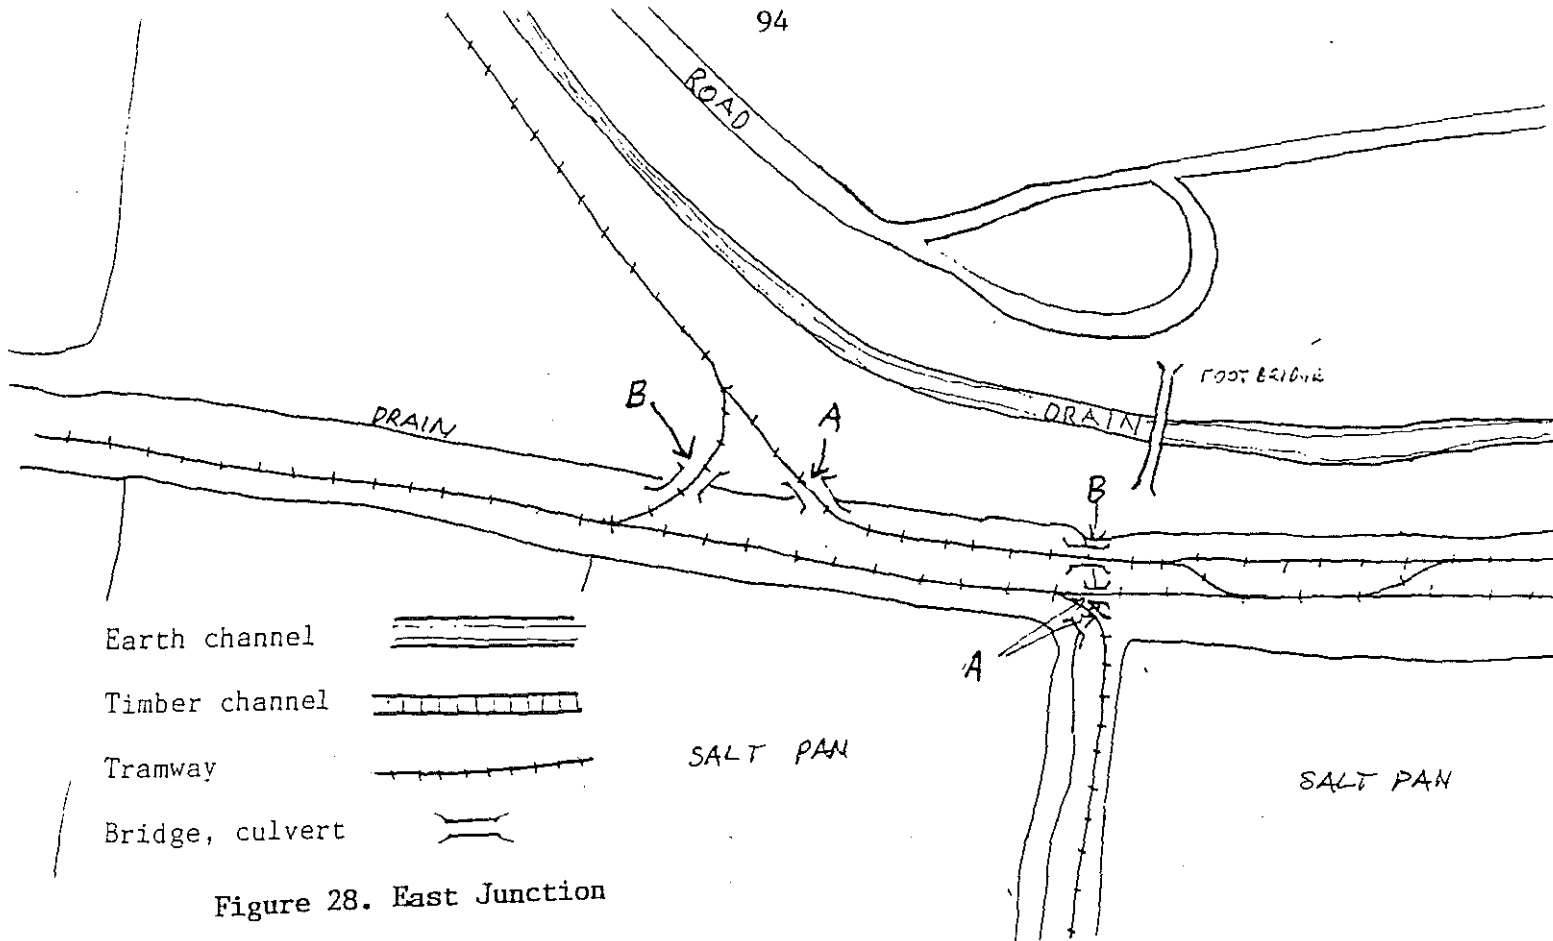 94
ROAD
FOOT BRIDGE
B
A
DRAIN
DRAIN
B
A
Earth channel
Timber channel
Tramway
Bridge, culvert
SALT PAN
SALT PAN
Figure 28. East Junction